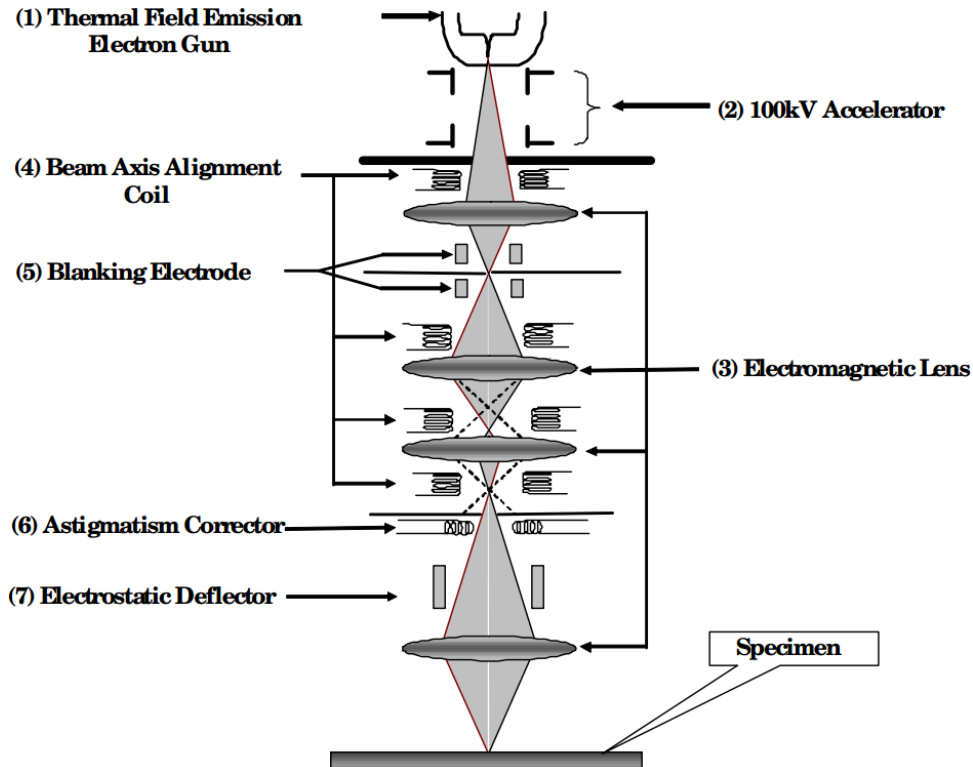 (1) Thermal Field Emission
Electron Gun
(2) 100kV Accelerator
(4) Beam Axis Alignment
Coil
(5) Blanking Electrode
(3) Electromagnetic Lens
(6) Astigmatism Corrector
(7) Electrostatic Deflector
Specimen